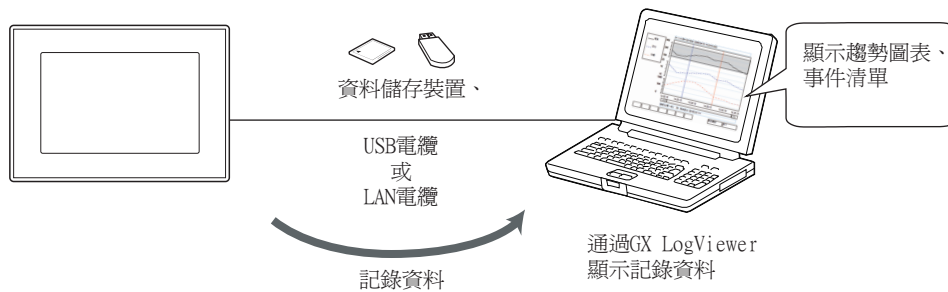 資料儲存裝置、
USB電纜
或
LAN電纜
記錄資料
顯示趨勢圖表、
事件清單
通過GX LogViewer
顯示記錄資料